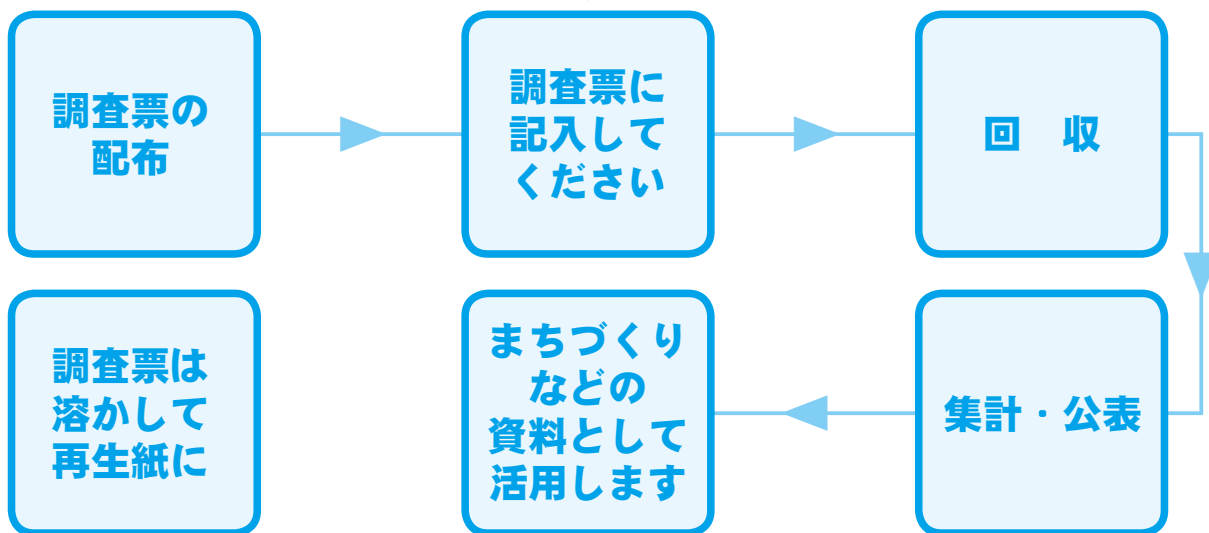 調査票の
配布
調査票に
記入して
ください
回　収
集計・公表
まちづくり
などの
資料として
活用します
調査票は
溶かして
再生紙に